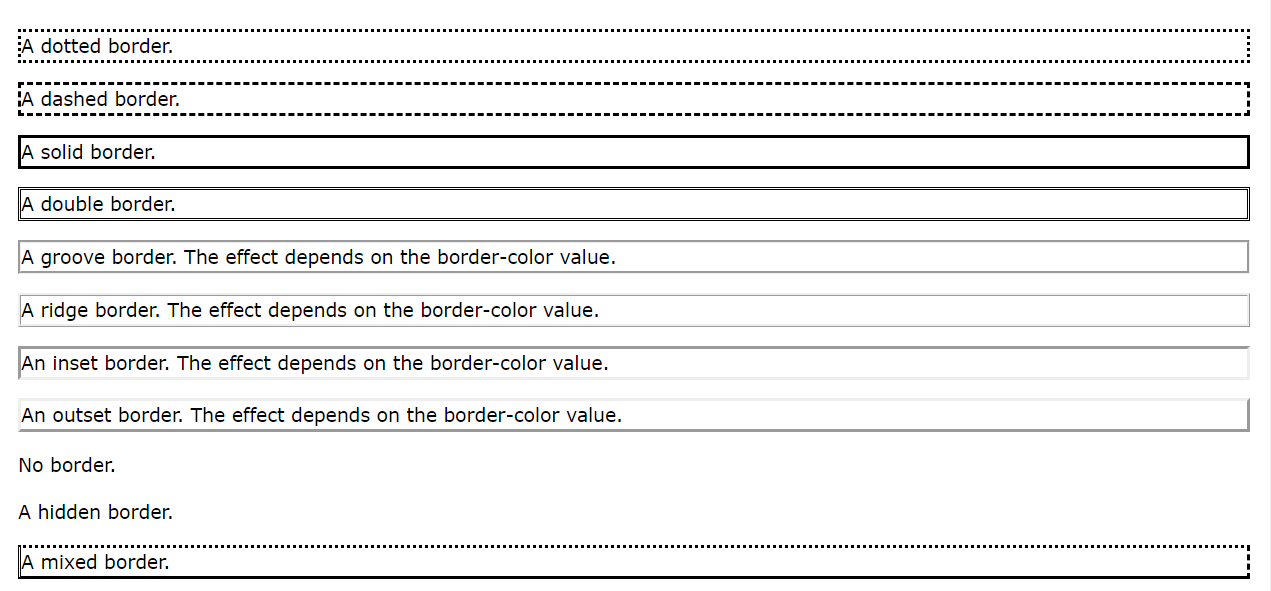 A dotted border.
A dashed border.
A solid border.
A double border.
A groove border. The effect depends on the border-color value.
A ridge border. The effect depends on the border-color value.
An inset border. The effect depends on the border-color value.
An outset border. The effect depends on the border-color value.
No border.
A hidden border.
A mixed border.